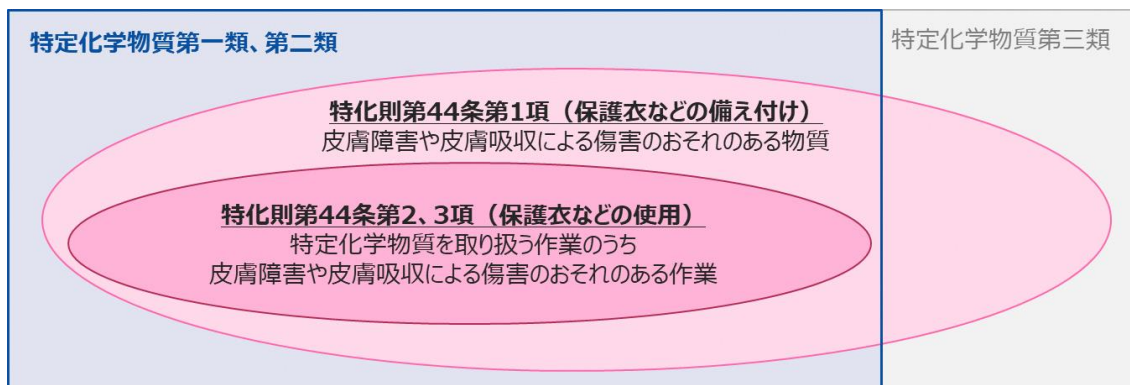 特定化学物質第一類、第二類
特定化学物質第三類
特化則第44条第1項（保護衣などの備え付け）
皮膚障害や皮膚吸収による傷害のおそれのある物質
特化則第44条第2、3項（保護衣などの使用）
特定化学物質を取り扱う作業のうち
皮膚障害や皮膚吸収による傷害のおそれのある作業